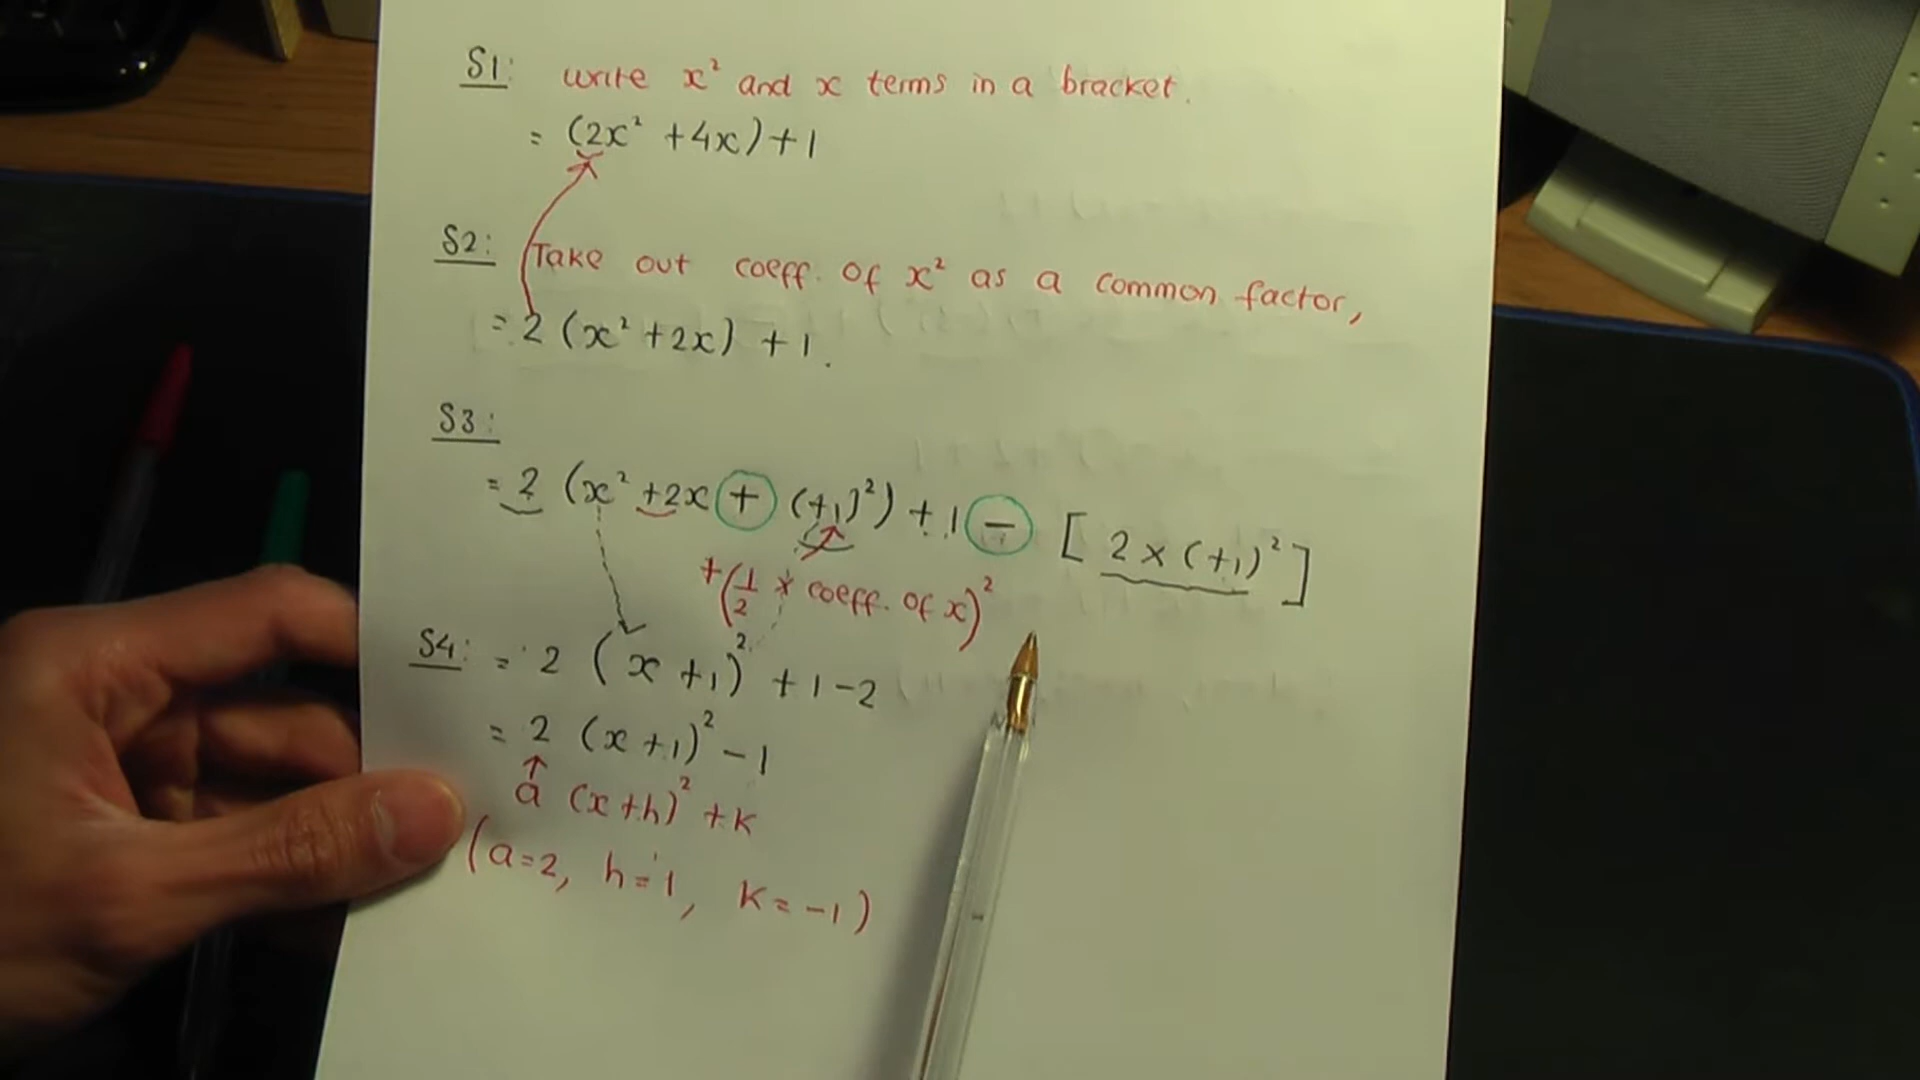 S1: write x² and x terms in a bracket.
= (2x² + 4x) + 1
S2: Take out coeff. of x² as a common factor,
= 2 (x² + 2x) + 1.
S3:
= 2 (x² + 2x + (+1)²) + 1 - [2 × (+1)²]
+(1/2 × coeff. of x)²
S4: = 2 (x + 1)² + 1 - 2
= 2 (x + 1)² - 1
a (x + h)² + k
(a = 2, h = 1, k = -1)